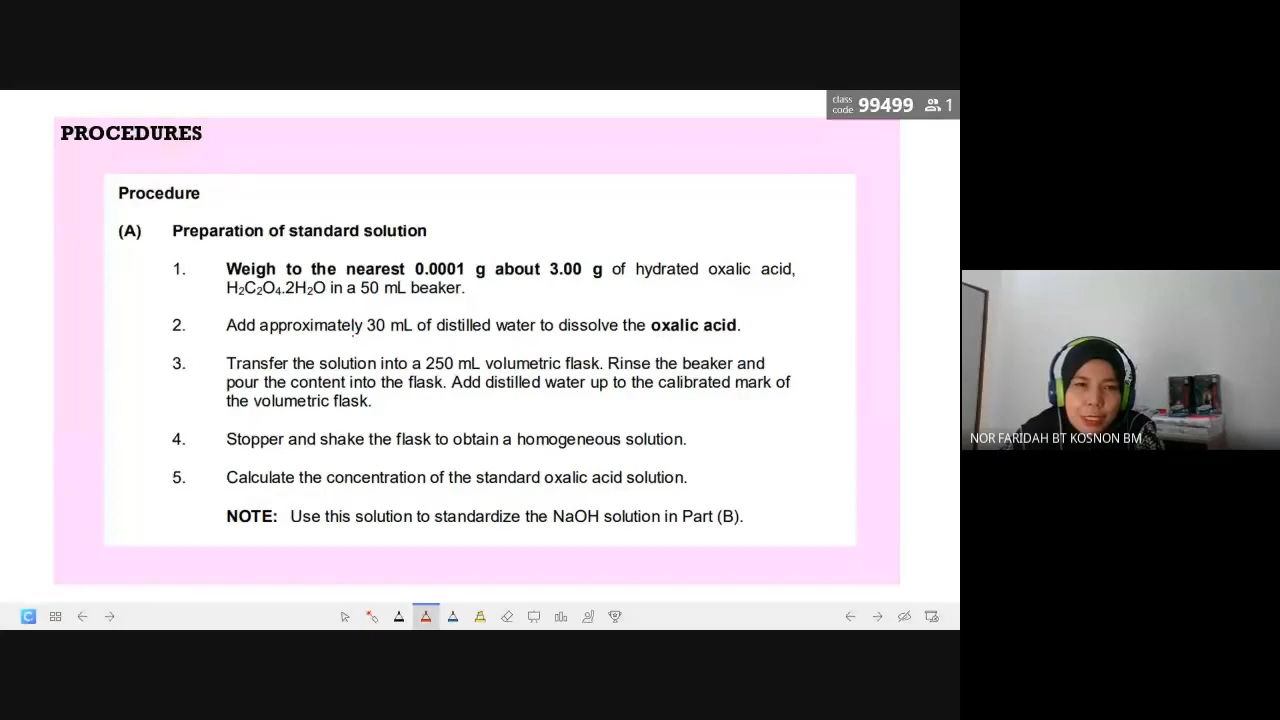 class
code 99499 1
PROCEDURES
Procedure
(A) Preparation of standard solution
1. Weigh to the nearest 0.0001 g about 3.00 g of hydrated oxalic acid,
H₂C₂O₄.2H₂O in a 50 mL beaker.
2. Add approximately 30 mL of distilled water to dissolve the oxalic acid.
3. Transfer the solution into a 250 mL volumetric flask. Rinse the beaker and
pour the content into the flask. Add distilled water up to the calibrated mark of
the volumetric flask.
4. Stopper and shake the flask to obtain a homogeneous solution.
5. Calculate the concentration of the standard oxalic acid solution.
NOTE: Use this solution to standardize the NaOH solution in Part (B).
NOR FARIDAH BT KOSNON BM
C